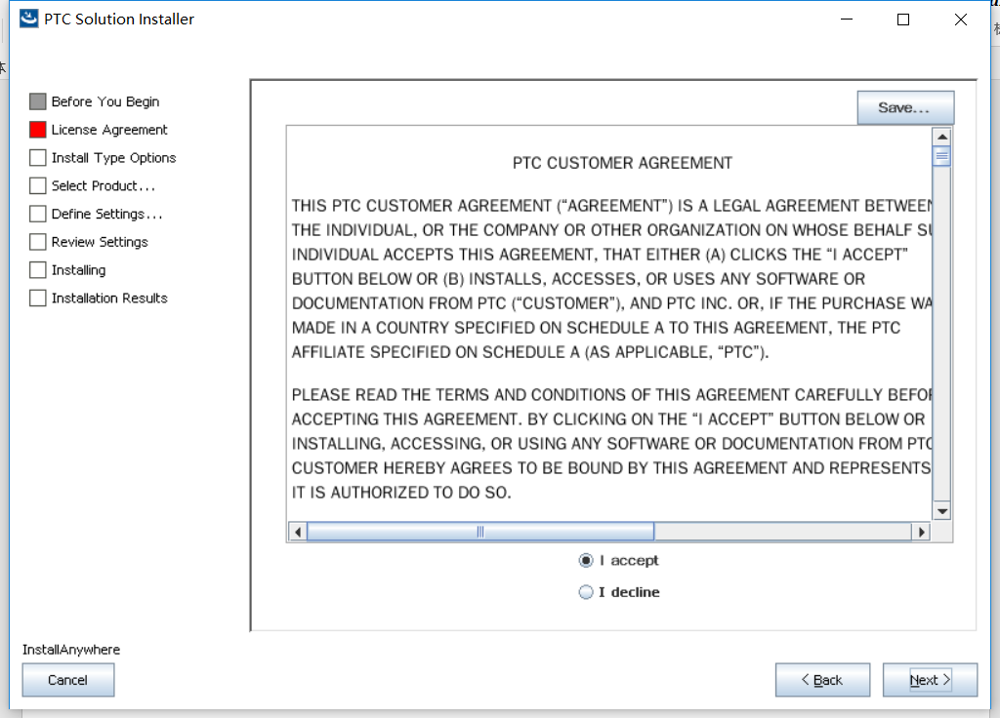 PTC Solution Installer
Before You Begin
License Agreement
Install Type Options
Select Product...
Define Settings...
Review Settings
Installing
Installation Results
Save...
PTC CUSTOMER AGREEMENT
THIS PTC CUSTOMER AGREEMENT (“AGREEMENT”) IS A LEGAL AGREEMENT BETWEEN
THE INDIVIDUAL, OR THE COMPANY OR OTHER ORGANIZATION ON WHOSE BEHALF SU
INDIVIDUAL ACCEPTS THIS AGREEMENT, THAT EITHER (A) CLICKS THE “I ACCEPT”
BUTTON BELOW OR (B) INSTALLS, ACCESSES, OR USES ANY SOFTWARE OR
DOCUMENTATION FROM PTC (“CUSTOMER”), AND PTC INC. OR, IF THE PURCHASE WA
MADE IN A COUNTRY SPECIFIED ON SCHEDULE A TO THIS AGREEMENT, THE PTC
AFFILIATE SPECIFIED ON SCHEDULE A (AS APPLICABLE, “PTC”).
PLEASE READ THE TERMS AND CONDITIONS OF THIS AGREEMENT CAREFULLY BEFOR
ACCEPTING THIS AGREEMENT. BY CLICKING ON THE “I ACCEPT” BUTTON BELOW OR
INSTALLING, ACCESSING, OR USING ANY SOFTWARE OR DOCUMENTATION FROM PTC
CUSTOMER HEREBY AGREES TO BE BOUND BY THIS AGREEMENT AND REPRESENTS
IT IS AUTHORIZED TO DO SO.
I accept
I decline
InstallAnywhere
Cancel
< Back
Next >